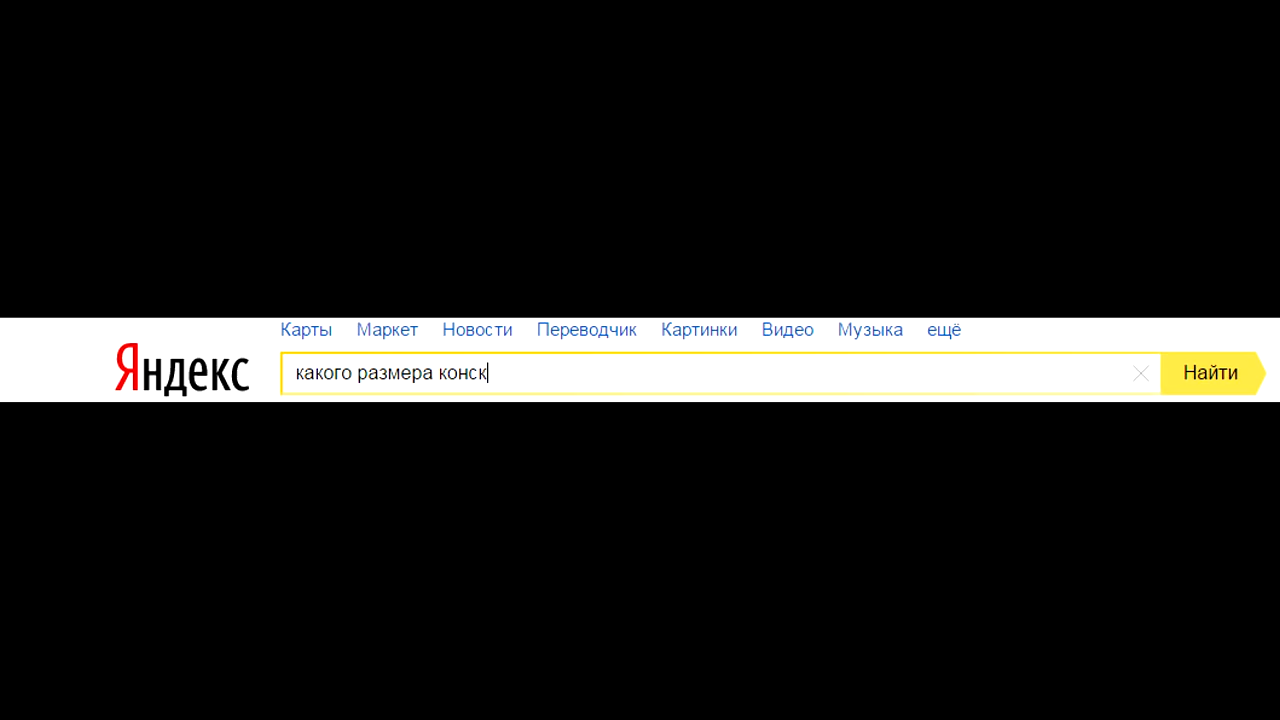 Карты Маркет Новости Переводчик Картинки Видео Музыка ещё
Яндекс какого размера конск Найти